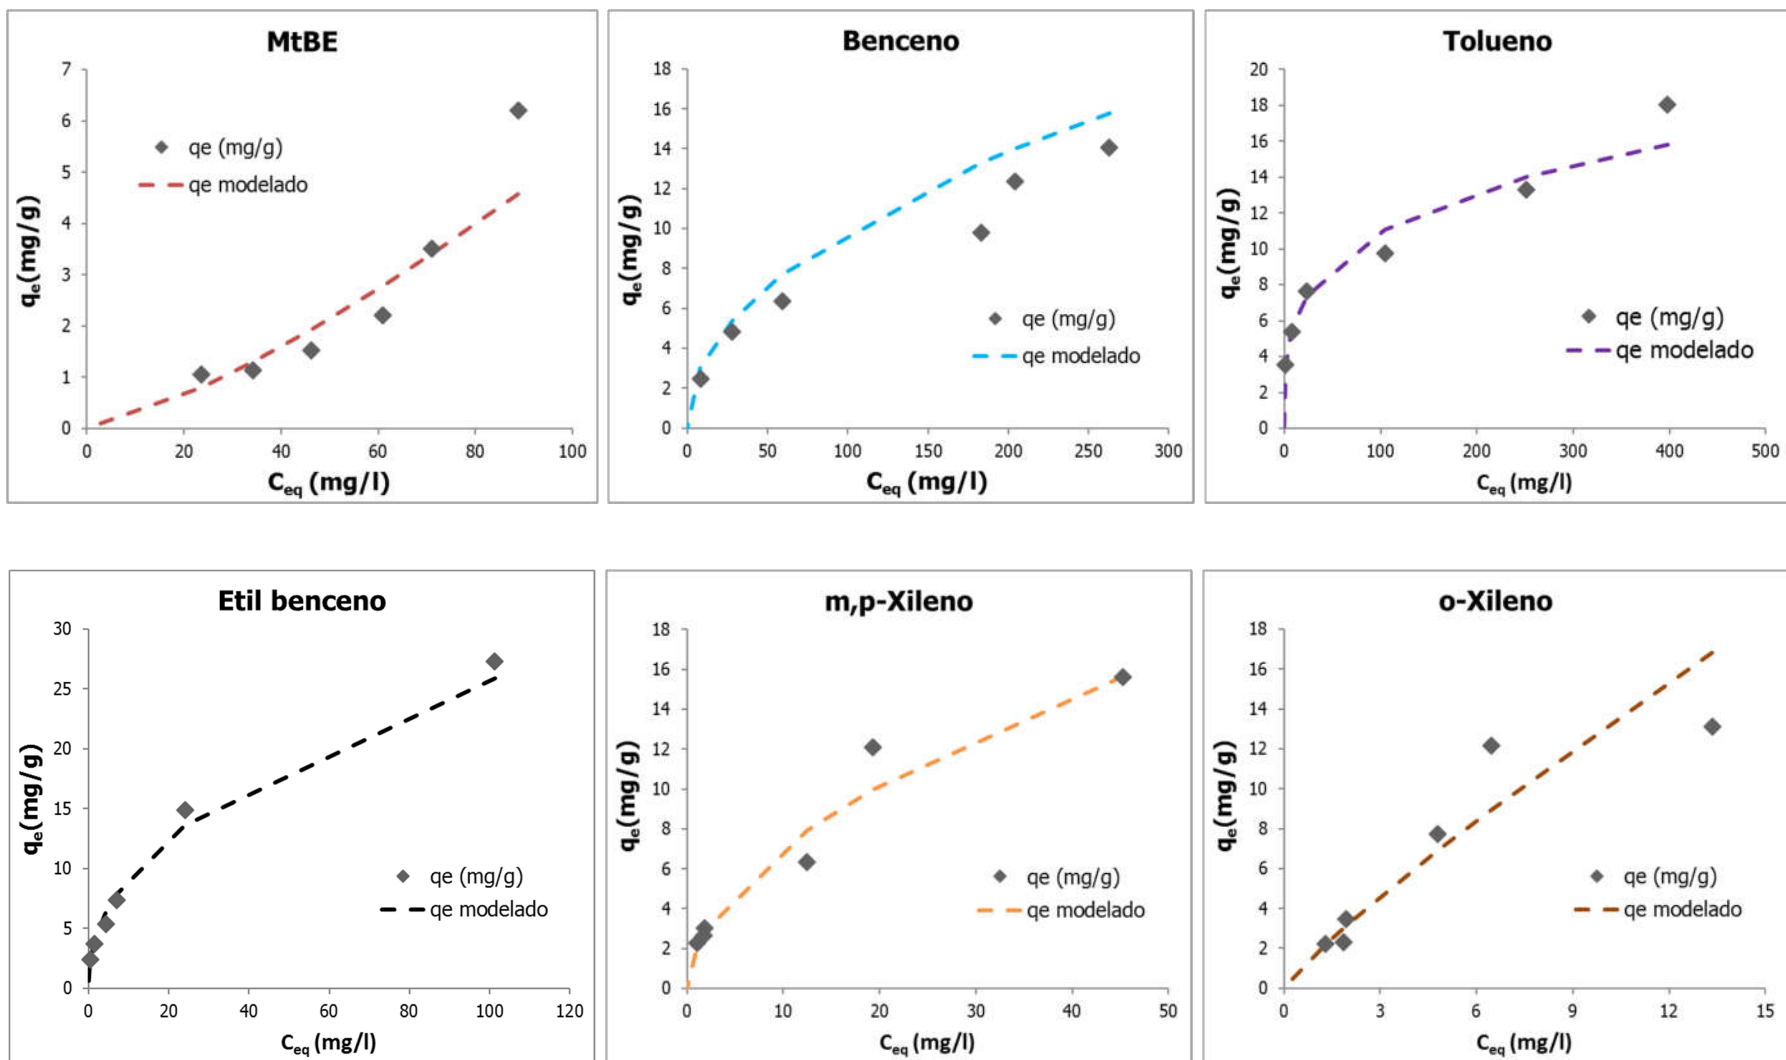 MtBE
7
6
5
4
3
2
1
0
qₑ(mg/g)
qe (mg/g)
qe modelado
0 20 40 60 80 100
Cₑq (mg/l)
Benceno
18
16
14
12
10
8
6
4
2
0
qₑ(mg/g)
qe (mg/g)
qe modelado
0 50 100 150 200 250 300
Cₑq (mg/l)
Tolueno
20
18
16
14
12
10
8
6
4
2
0
qₑ(mg/g)
qe (mg/g)
qe modelado
0 100 200 300 400 500
Cₑq (mg/l)
Etil benceno
30
25
20
15
10
5
0
qₑ(mg/g)
qe (mg/g)
qe modelado
0 20 40 60 80 100 120
Cₑq (mg/l)
m,p-Xileno
18
16
14
12
10
8
6
4
2
0
qₑ(mg/g)
qe (mg/g)
qe modelado
0 10 20 30 40 50
Cₑq (mg/l)
o-Xileno
18
16
14
12
10
8
6
4
2
0
qₑ(mg/g)
qe (mg/g)
qe modelado
0 3 6 9 12 15
Cₑq (mg/l)